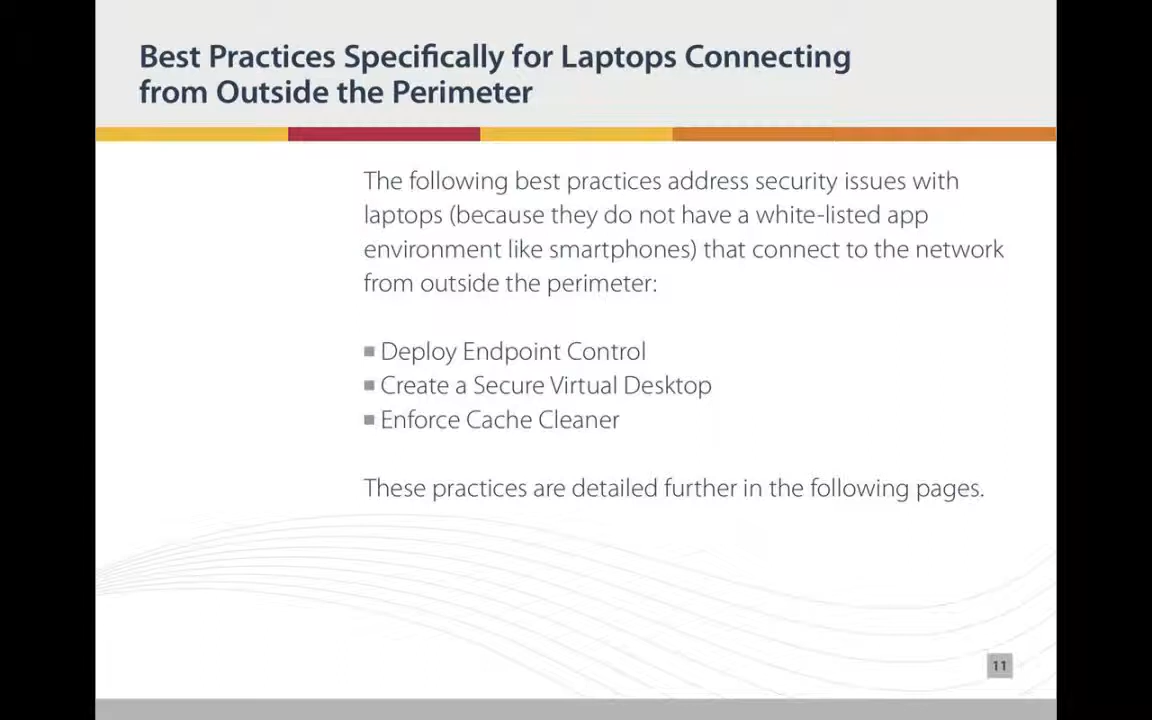 Best Practices Specifically for Laptops Connecting
from Outside the Perimeter
The following best practices address security issues with
laptops (because they do not have a white-listed app
environment like smartphones) that connect to the network
from outside the perimeter:
Deploy Endpoint Control
Create a Secure Virtual Desktop
Enforce Cache Cleaner
These practices are detailed further in the following pages.
11